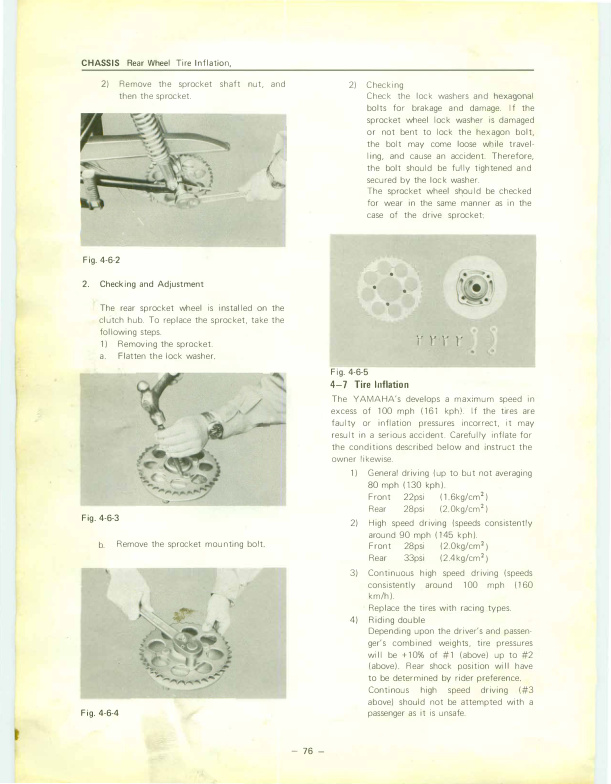 CHASSIS Rear Wheel Tire Inflation,
2) Remove the sprocket shaft nut, and
then the sprocket.
Fig. 4-6-2
2. Checking and Adjustment
The rear sprocket wheel is installed on the
clutch hub. To replace the sprocket, take the
following steps.
1) Removing the sprocket.
a. Flatten the lock washer.
Fig. 4-6-3
b. Remove the sprocket mounting bolt.
Fig. 4-6-4
2) Checking
Check the lock washers and hexagonal
bolts for brakage and damage. If the
sprocket wheel lock washer is damaged
or not bent to lock the hexagon bolt,
the bolt may come loose while travel-
ling, and cause an accident. Therefore,
the bolt should be fully tightened and
secured by the lock washer.
The sprocket wheel should be checked
for wear in the same manner as in the
case of the drive sprocket:
Fig. 4-6-5
4-7 Tire Inflation
The YAMAHA's develops a maximum speed in
excess of 100 mph (161 kph). If the tires are
faulty or inflation pressures incorrect, it may
result in a serious accident. Carefully inflate for
the conditions described below and instruct the
owner likewise.
1) General driving (up to but not averaging
80 mph (130 kph).
Front 22psi (1.6kg/cm²)
Rear 28psi (2.0kg/cm²)
2) High speed driving (speeds consistently
around 90 mph (145 kph).
Front 28psi (2.0kg/cm²)
Rear 33psi (2.4kg/cm²)
3) Continuous high speed driving (speeds
consistently around 100 mph (160
km/h).
Replace the tires with racing types.
4) Riding double
Depending upon the driver's and passen-
ger's combined weights, tire pressures
will be +10% of #1 (above) up to #2
(above). Rear shock position will have
to be determined by rider preference.
Continous high speed driving (#3
above) should not be attempted with a
passenger as it is unsafe.
- 76 -